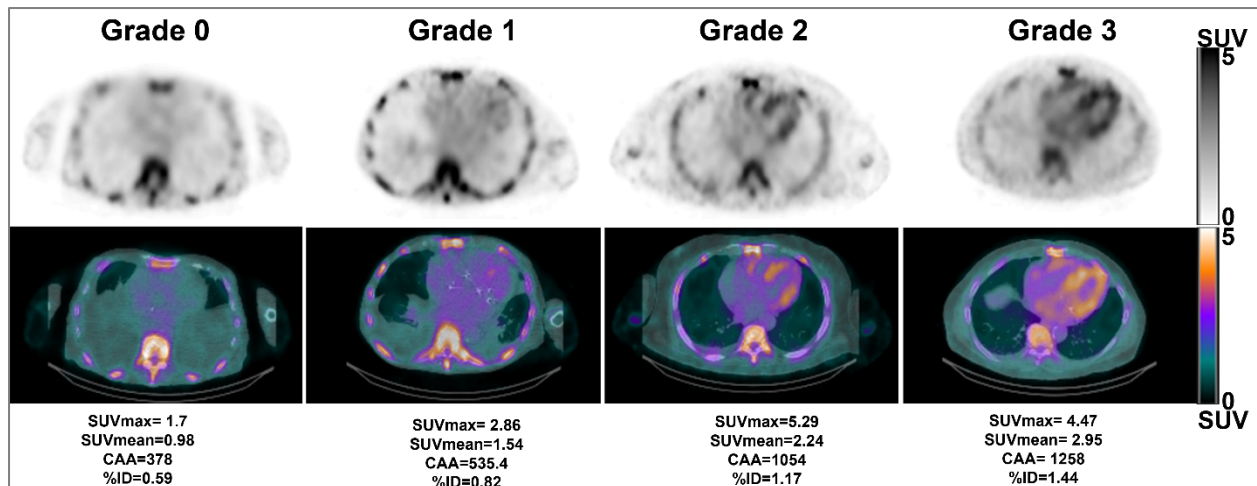 Grade 0
Grade 1
Grade 2
Grade 3
SUV
5
0
5
0
SUV
SUVmax= 1.7
SUVmean=0.98
CAA=378
%ID=0.59
SUVmax= 2.86
SUVmean=1.54
CAA=535.4
%ID=0.82
SUVmax=5.29
SUVmean=2.24
CAA=1054
%ID=1.17
SUVmax= 4.47
SUVmean=2.95
CAA= 1258
%ID=1.44